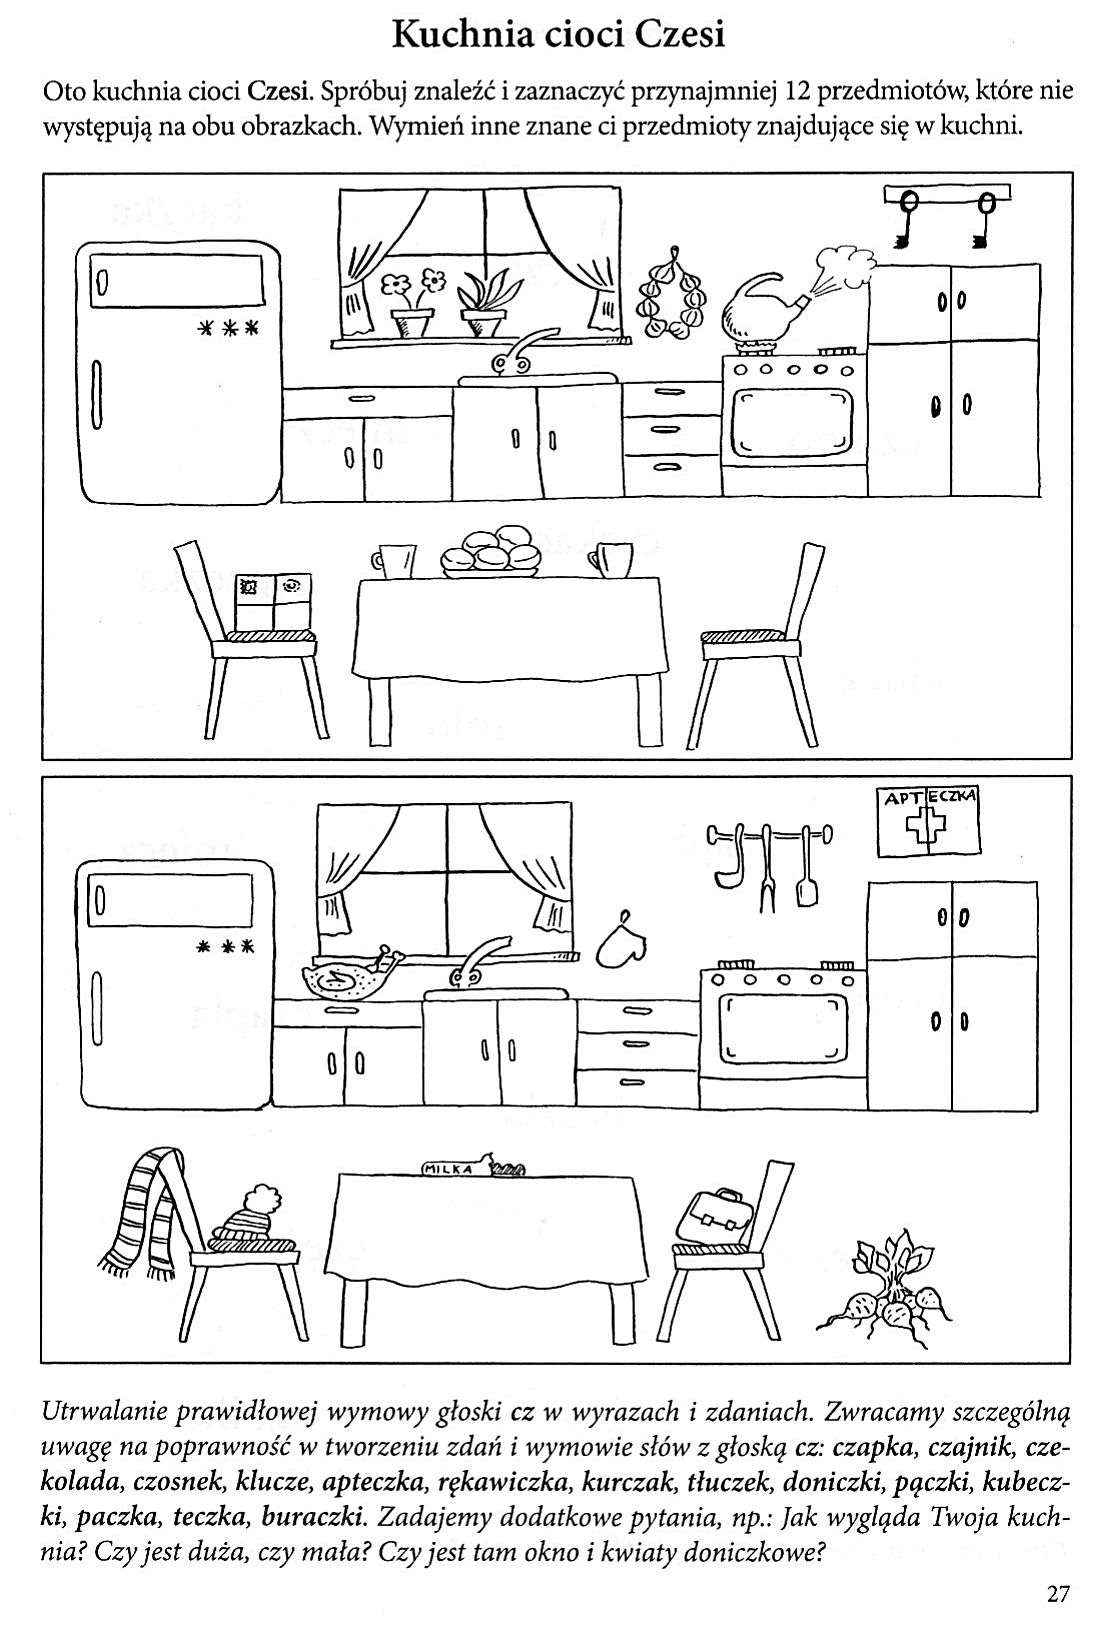 Kuchnia cioci Czesi
Oto kuchnia cioci Czesi. Spróbuj znaleźć i zaznaczyć przynajmniej 12 przedmiotów, które nie
występują na obu obrazkach. Wymień inne znane ci przedmioty znajdujące się w kuchni.
APTECZKA
MILKA
Utrwalanie prawidłowej wymowy głoski cz w wyrazach i zdaniach. Zwracamy szczególną
uwagę na poprawność w tworzeniu zdań i wymowie słów z głoską cz: czapka, czajnik, cze-
kolada, czosnek, klucze, apteczka, rękawiczka, kurczak, tłuczek, doniczki, pączki, kubecz-
ki, paczka, teczka, buraczki. Zadajemy dodatkowe pytania, np.: Jak wygląda Twoja kuch-
nia? Czy jest duża, czy mała? Czy jest tam okno i kwiaty doniczkowe?
27